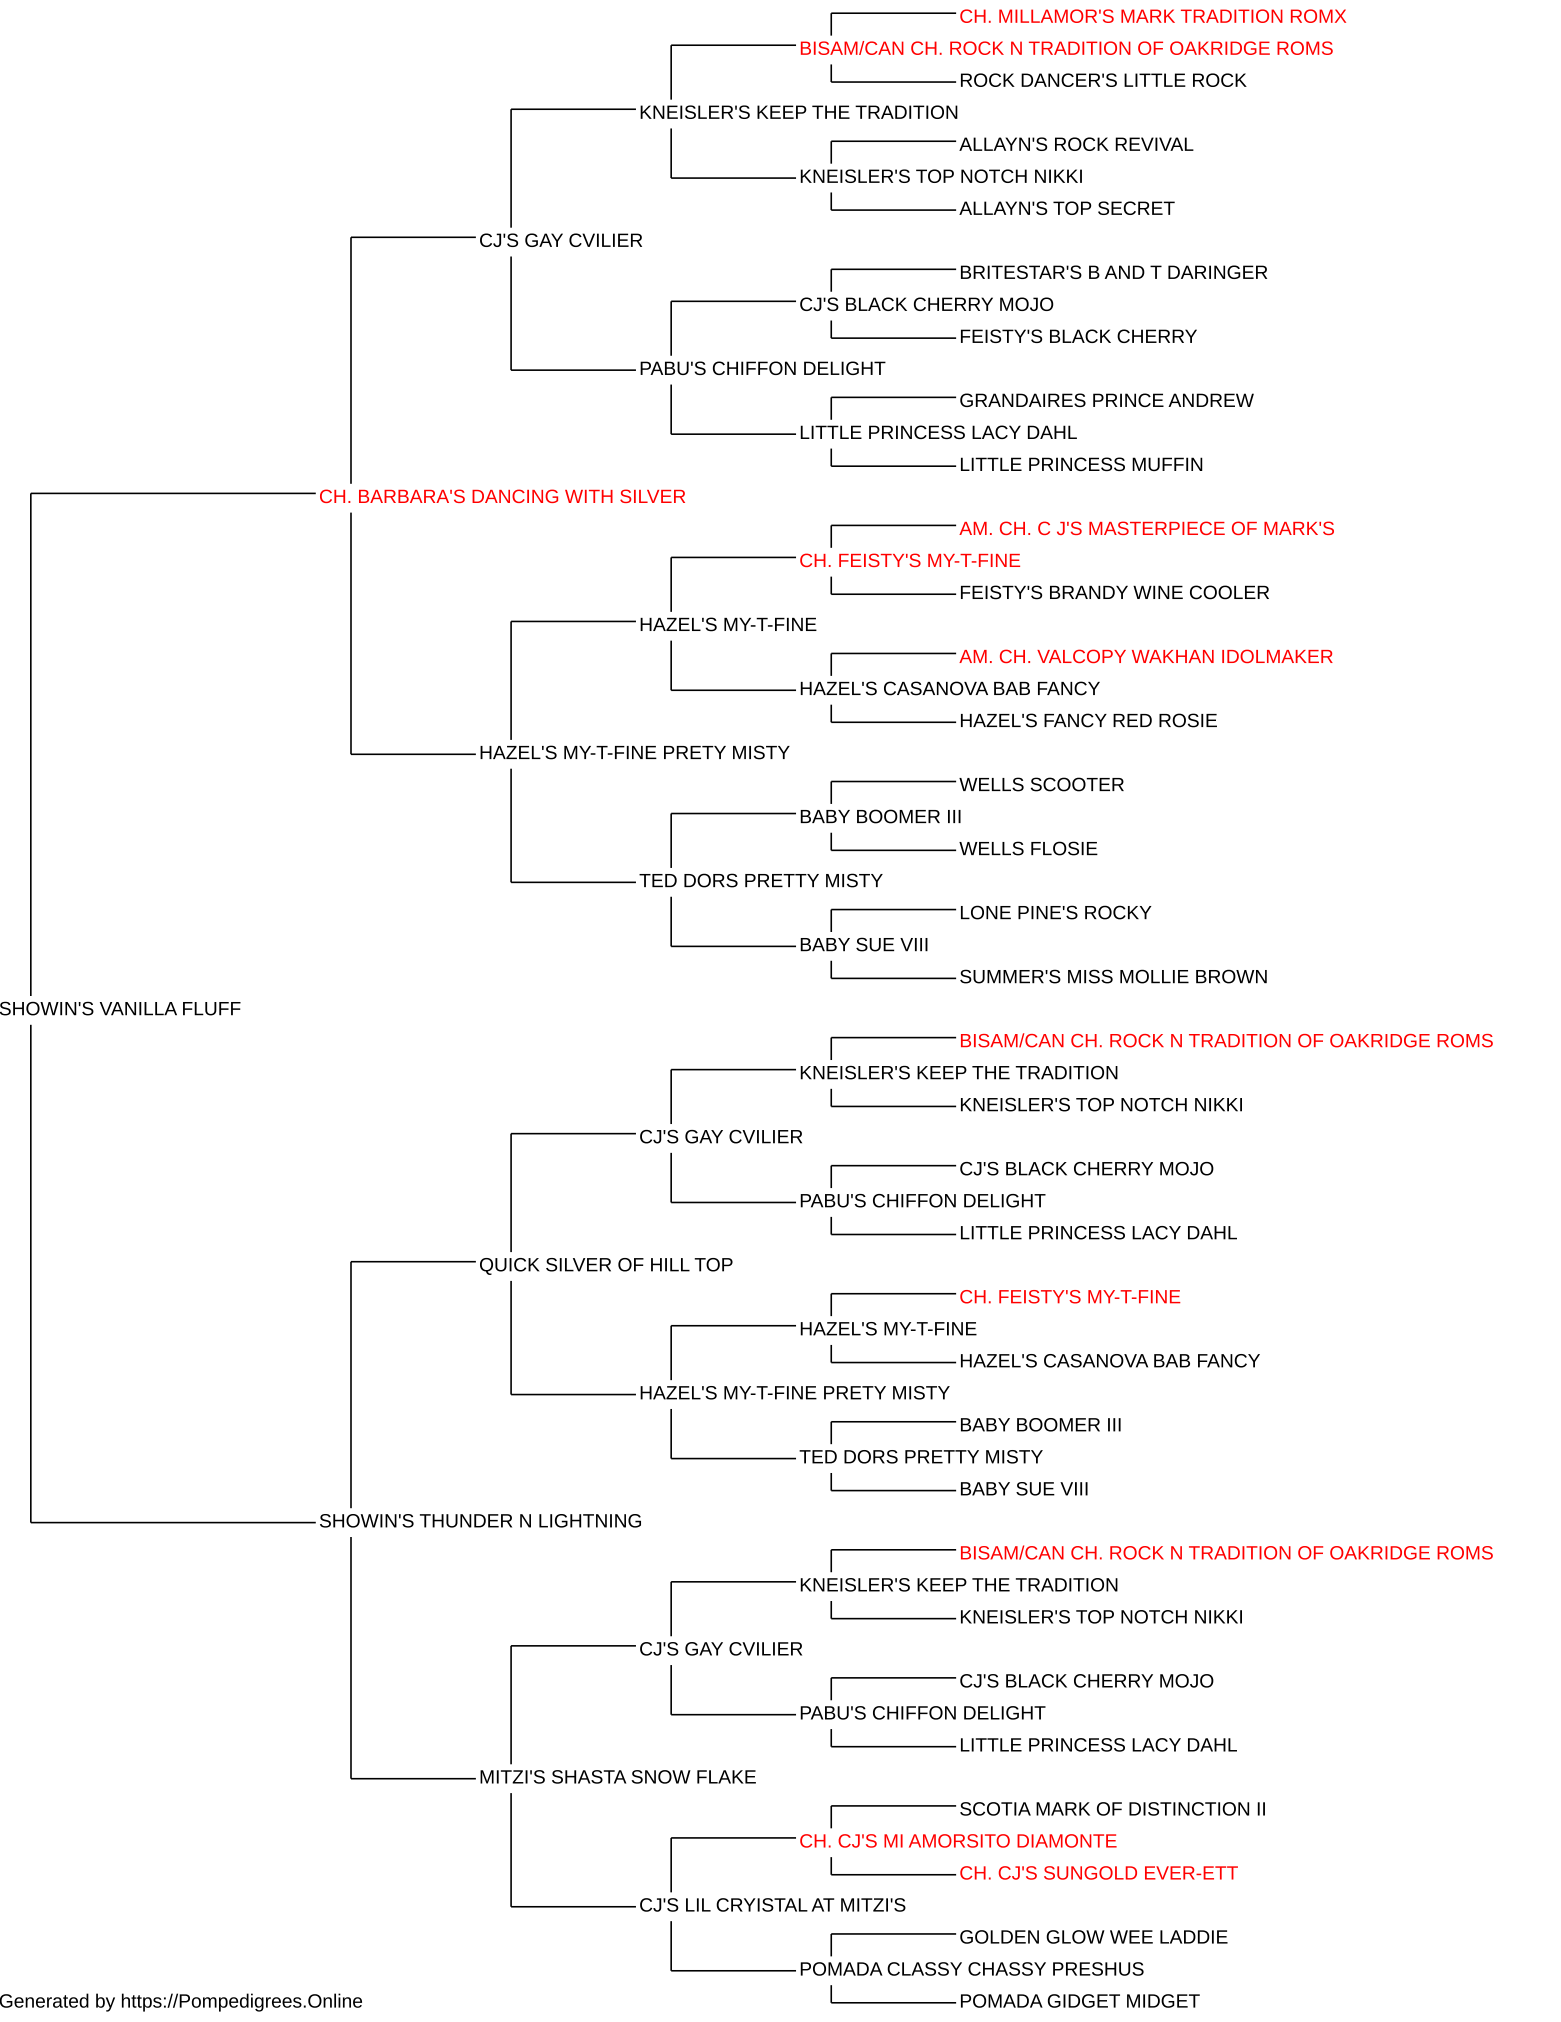 CH. MILLAMOR'S MARK TRADITION ROMX
BISAM/CAN CH. ROCK N TRADITION OF OAKRIDGE ROMS
ROCK DANCER'S LITTLE ROCK
KNEISLER'S KEEP THE TRADITION
ALLAYN'S ROCK REVIVAL
KNEISLER'S TOP NOTCH NIKKI
ALLAYN'S TOP SECRET
CJ'S GAY CVILIER
BRITESTAR'S B AND T DARINGER
CJ'S BLACK CHERRY MOJO
FEISTY'S BLACK CHERRY
PABU'S CHIFFON DELIGHT
GRANDAIRES PRINCE ANDREW
LITTLE PRINCESS LACY DAHL
LITTLE PRINCESS MUFFIN
CH. BARBARA'S DANCING WITH SILVER
AM. CH. C J'S MASTERPIECE OF MARK'S
CH. FEISTY'S MY-T-FINE
FEISTY'S BRANDY WINE COOLER
HAZEL'S MY-T-FINE
AM. CH. VALCOPY WAKHAN IDOLMAKER
HAZEL'S CASANOVA BAB FANCY
HAZEL'S FANCY RED ROSIE
HAZEL'S MY-T-FINE PRETY MISTY
WELLS SCOOTER
BABY BOOMER III
WELLS FLOSIE
TED DORS PRETTY MISTY
LONE PINE'S ROCKY
BABY SUE VIII
SUMMER'S MISS MOLLIE BROWN
SHOWIN'S VANILLA FLUFF
BISAM/CAN CH. ROCK N TRADITION OF OAKRIDGE ROMS
KNEISLER'S KEEP THE TRADITION
KNEISLER'S TOP NOTCH NIKKI
CJ'S GAY CVILIER
CJ'S BLACK CHERRY MOJO
PABU'S CHIFFON DELIGHT
LITTLE PRINCESS LACY DAHL
QUICK SILVER OF HILL TOP
CH. FEISTY'S MY-T-FINE
HAZEL'S MY-T-FINE
HAZEL'S CASANOVA BAB FANCY
HAZEL'S MY-T-FINE PRETY MISTY
BABY BOOMER III
TED DORS PRETTY MISTY
BABY SUE VIII
SHOWIN'S THUNDER N LIGHTNING
BISAM/CAN CH. ROCK N TRADITION OF OAKRIDGE ROMS
KNEISLER'S KEEP THE TRADITION
KNEISLER'S TOP NOTCH NIKKI
CJ'S GAY CVILIER
CJ'S BLACK CHERRY MOJO
PABU'S CHIFFON DELIGHT
LITTLE PRINCESS LACY DAHL
MITZI'S SHASTA SNOW FLAKE
SCOTIA MARK OF DISTINCTION II
CH. CJ'S MI AMORSITO DIAMONTE
CH. CJ'S SUNGOLD EVER-ETT
CJ'S LIL CRYISTAL AT MITZI'S
GOLDEN GLOW WEE LADDIE
POMADA CLASSY CHASSY PRESHUS
POMADA GIDGET MIDGET
Generated by https://Pompedigrees.Online